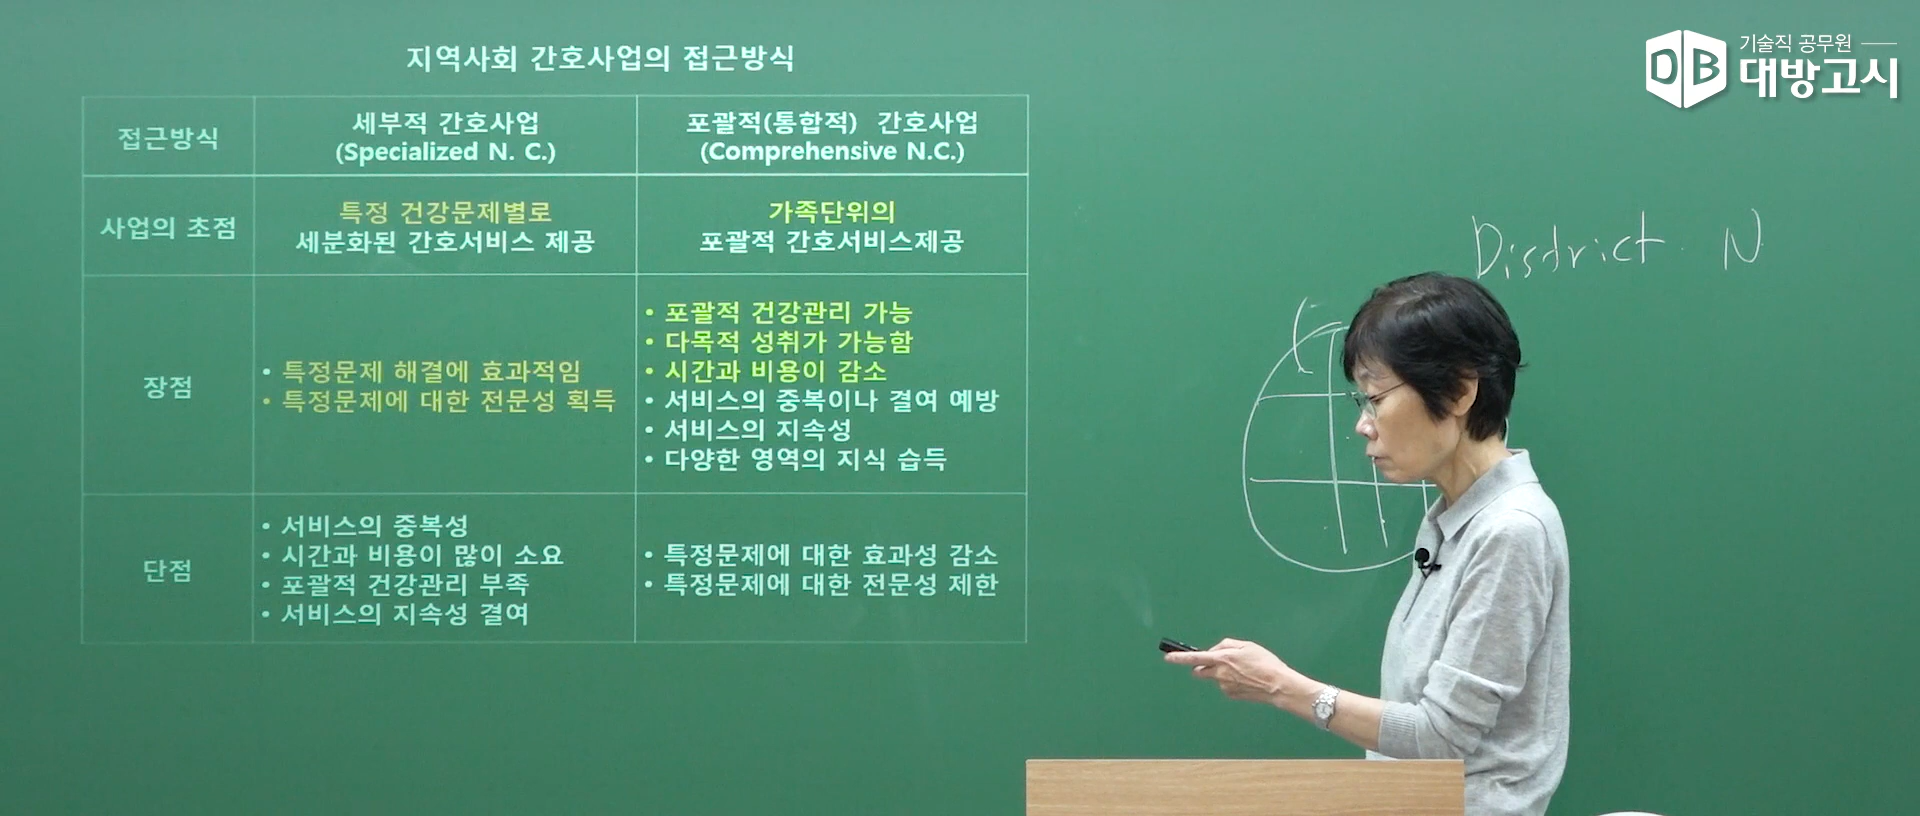 지역사회 간호사업의 접근방식
접근방식
세부적 간호사업
(Specialized N. C.)
포괄적(통합적) 간호사업
(Comprehensive N.C.)
사업의 초점
특정 건강문제별로
세분화된 간호서비스 제공
가족단위의
포괄적 간호서비스제공
장점
• 특정문제 해결에 효과적임
• 특정문제에 대한 전문성 획득
• 포괄적 건강관리 가능
• 다목적 성취가 가능함
• 시간과 비용이 감소
• 서비스의 중복이나 결여 예방
• 서비스의 지속성
• 다양한 영역의 지식 습득
단점
• 서비스의 중복성
• 시간과 비용이 많이 소요
• 포괄적 건강관리 부족
• 서비스의 지속성 결여
• 특정문제에 대한 효과성 감소
• 특정문제에 대한 전문성 제한
District. N
DB
기술직 공무원
대방고시